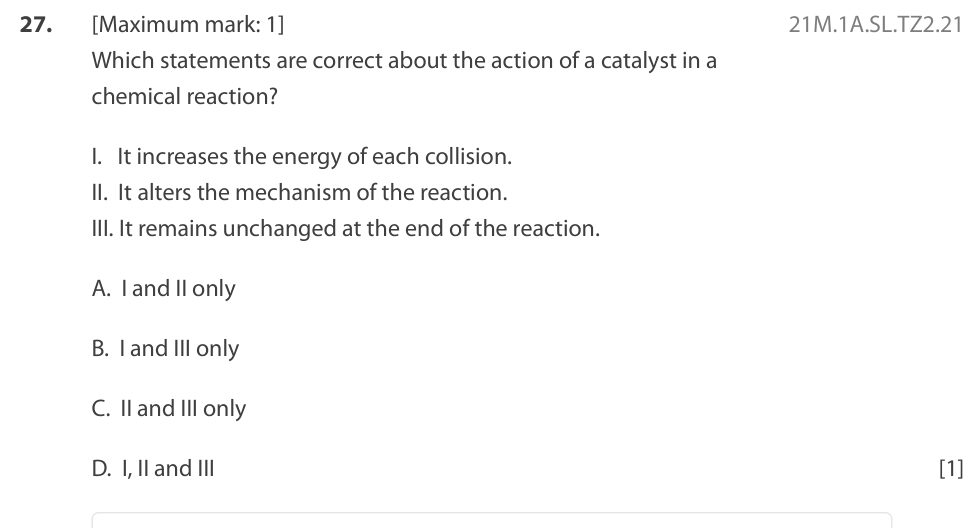 27. [Maximum mark: 1] 21M.1A.SL.TZ2.21
Which statements are correct about the action of a catalyst in a
chemical reaction?
I. It increases the energy of each collision.
II. It alters the mechanism of the reaction.
III. It remains unchanged at the end of the reaction.
A. I and II only
B. I and III only
C. II and III only
D. I, II and III [1]